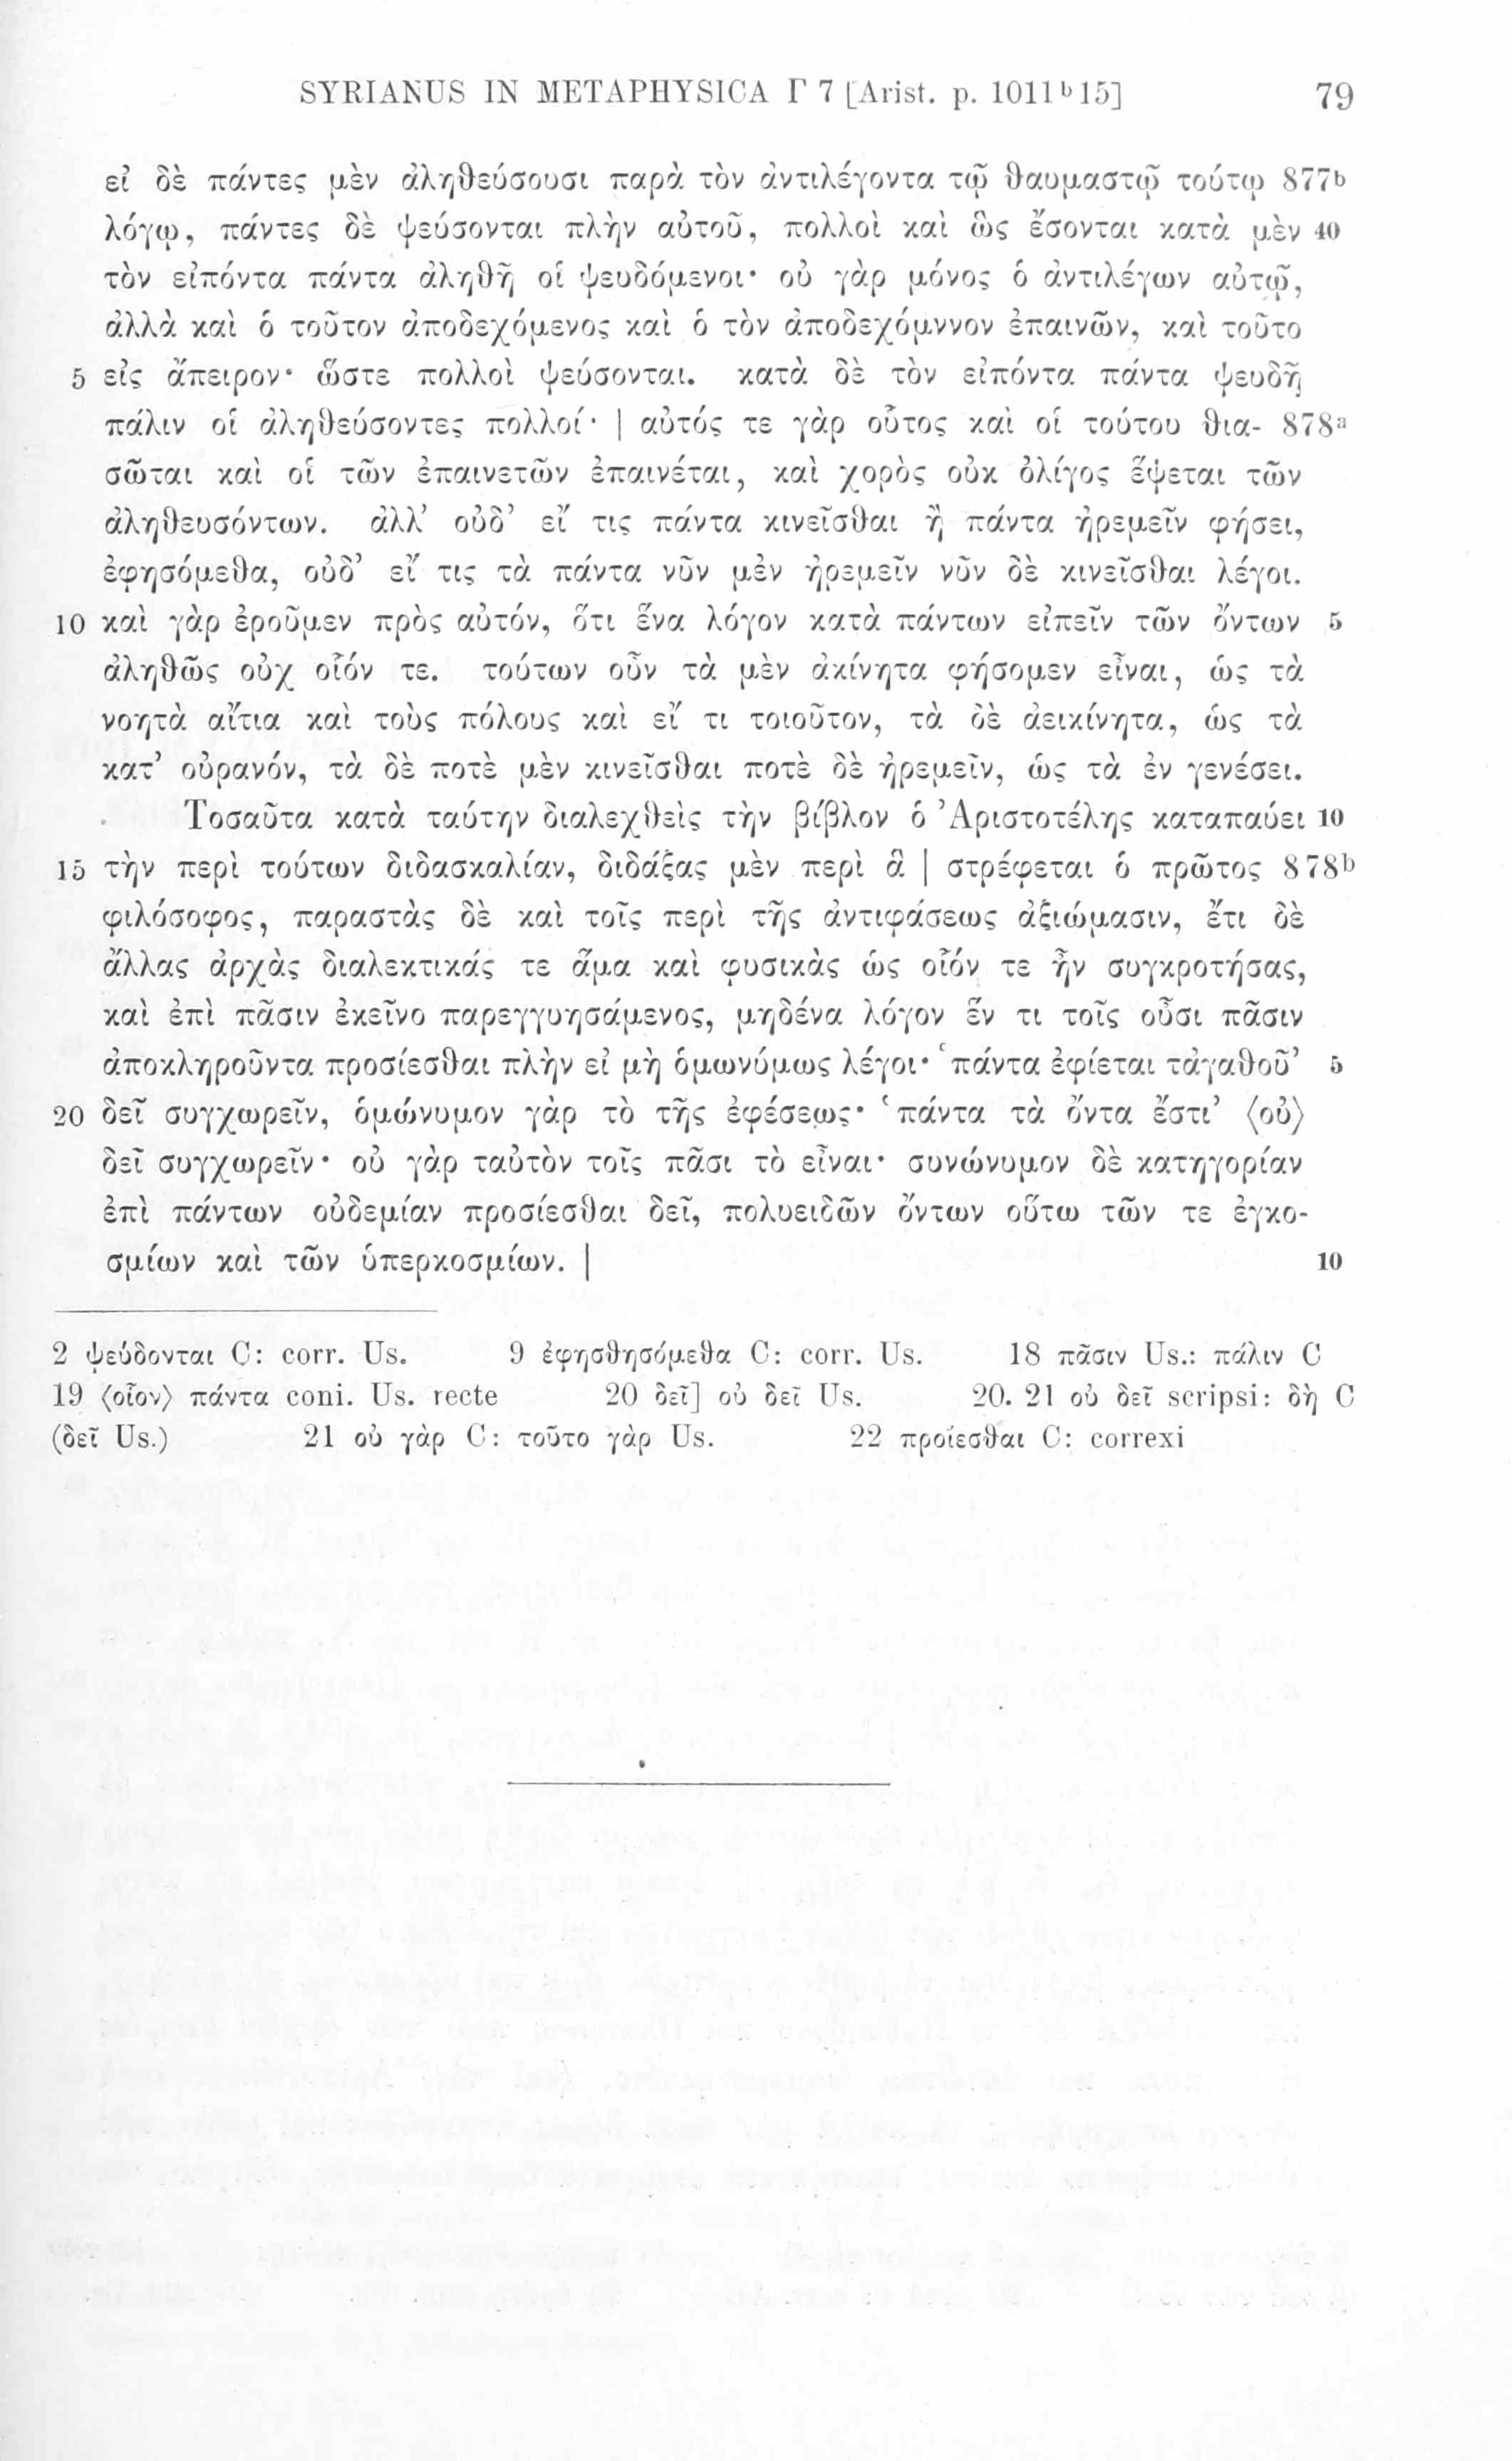 SYRIANUS IN METAPHYSICA Γ 7 [Arist. p. 1011ᵇ15] 79
εἰ δὲ πάντες μὲν ἀληθεύσουσι παρὰ τὸν ἀντιλέγοντα τῷ θαυμαστῷ τούτῳ 877ᵇ
λόγῳ, πάντες δὲ ψεύσονται πλὴν αὐτοῦ, πολλοὶ καὶ ὣς ἔσονται κατὰ μὲν 40
τὸν εἰπόντα πάντα ἀληθῆ οἱ ψευδόμενοι· οὐ γὰρ μόνος ὁ ἀντιλέγων αὐτῷ,
ἀλλὰ καὶ ὁ τοῦτον ἀποδεχόμενος καὶ ὁ τὸν ἀποδεχόμννον ἐπαινῶν, καὶ τοῦτο
5 εἰς ἄπειρον· ὥστε πολλοὶ ψεύσονται. κατὰ δὲ τὸν εἰπόντα πάντα ψευδῆ
πάλιν οἱ ἀληθεύσοντες πολλοί· | αὐτός τε γὰρ οὗτος καὶ οἱ τούτου θια- 878ᵃ
σῶται καὶ οἱ τῶν ἐπαινετῶν ἐπαινέται, καὶ χορὸς οὐκ ὀλίγος ἕψεται τῶν
ἀληθευσόντων. ἀλλ’ οὐδ’ εἴ τις πάντα κινεῖσθαι ἢ πάντα ἠρεμεῖν φήσει,
ἐφησόμεθα, οὐδ’ εἴ τις τὰ πάντα νῦν μὲν ἠρεμεῖν νῦν δὲ κινεῖσθαι λέγοι.
10 καὶ γὰρ ἐροῦμεν πρὸς αὐτόν, ὅτι ἕνα λόγον κατὰ πάντων εἰπεῖν τῶν ὄντων 5
ἀληθῶς οὐχ οἷόν τε. τούτων οὖν τὰ μὲν ἀκίνητα φήσομεν εἶναι, ὡς τὰ
νοητὰ αἴτια καὶ τοὺς πόλους καὶ εἴ τι τοιοῦτον, τὰ δὲ ἀεικίνητα, ὡς τὰ
κατ’ οὐρανόν, τὰ δὲ ποτὲ μὲν κινεῖσθαι ποτὲ δὲ ἠρεμεῖν, ὡς τὰ ἐν γενέσει.
Τοσαῦτα κατὰ ταύτην διαλεχθεὶς τὴν βίβλον ὁ Ἀριστοτέλης καταπαύει 10
15 τὴν περὶ τούτων διδασκαλίαν, διδάξας μὲν περὶ ἃ | στρέφεται ὁ πρῶτος 878ᵇ
φιλόσοφος, παραστὰς δὲ καὶ τοῖς περὶ τῆς ἀντιφάσεως ἀξιώμασιν, ἔτι δὲ
ἄλλας ἀρχὰς διαλεκτικάς τε ἅμα καὶ φυσικὰς ὡς οἷόν τε ἦν συγκροτήσας,
καὶ ἐπὶ πᾶσιν ἐκεῖνο παρεγγυησάμενος, μηδένα λόγον ἕν τι τοῖς οὖσι πᾶσιν
ἀποκληροῦντα προσίεσθαι πλὴν εἰ μὴ ὁμωνύμως λέγοι· ‘πάντα ἐφίεται τἀγαθοῦ’ 5
20 δεῖ συγχωρεῖν, ὁμώνυμον γὰρ τὸ τῆς ἐφέσεως· ‘πάντα τὰ ὄντα ἔστι’ ⟨οὐ⟩
δεῖ συγχωρεῖν· οὐ γὰρ ταὐτὸν τοῖς πᾶσι τὸ εἶναι· συνώνυμον δὲ κατηγορίαν
ἐπὶ πάντων οὐδεμίαν προσίεσθαι δεῖ, πολυειδῶν ὄντων οὕτω τῶν τε ἐγκο-
σμίων καὶ τῶν ὑπερκοσμίων. | 10
2 ψεύδονται C: corr. Us. 9 ἐφησθησόμεθα C: corr. Us. 18 πᾶσιν Us.: πάλιν C
19 ⟨οἷον⟩ πάντα coni. Us. recte 20 δεῖ] οὐ δεῖ Us. 20. 21 οὐ δεῖ scripsi: δὴ C
(δεῖ Us.) 21 οὐ γὰρ C: τοῦτο γὰρ Us. 22 προΐεσθαι C: correxi